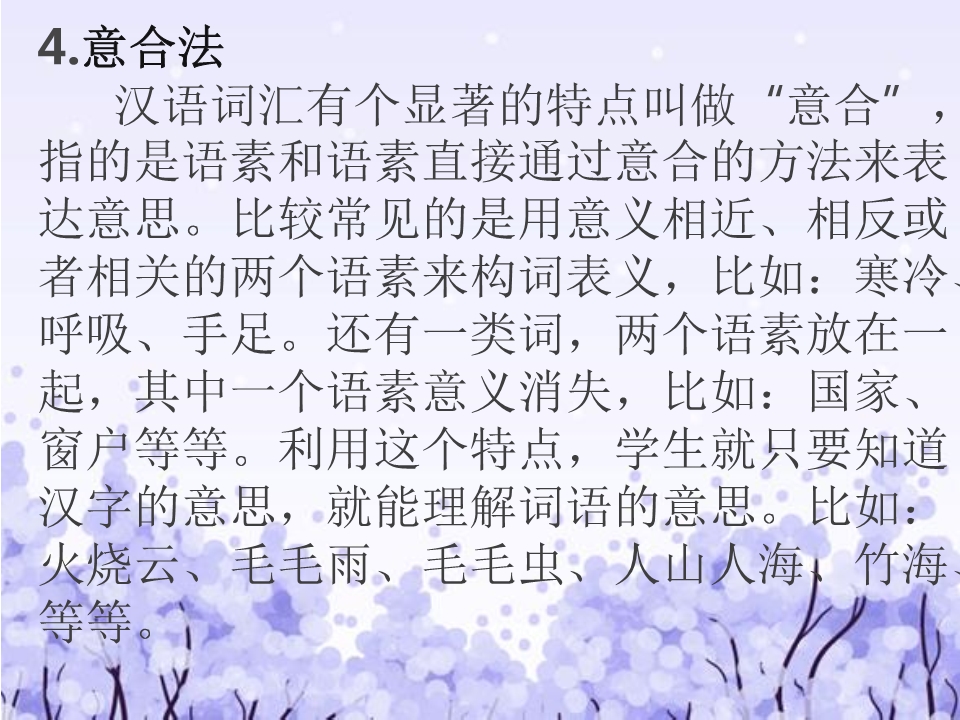 4.意合法
汉语词汇有个显著的特点叫做“意合”，
指的是语素和语素直接通过意合的方法来表
达意思。比较常见的是用意义相近、相反或
者相关的两个语素来构词表义，比如：寒冷、
呼吸、手足。还有一类词，两个语素放在一
起，其中一个语素意义消失，比如：国家、
窗户等等。利用这个特点，学生就只要知道
汉字的意思，就能理解词语的意思。比如：
火烧云、毛毛雨、毛毛虫、人山人海、竹海、
等等。